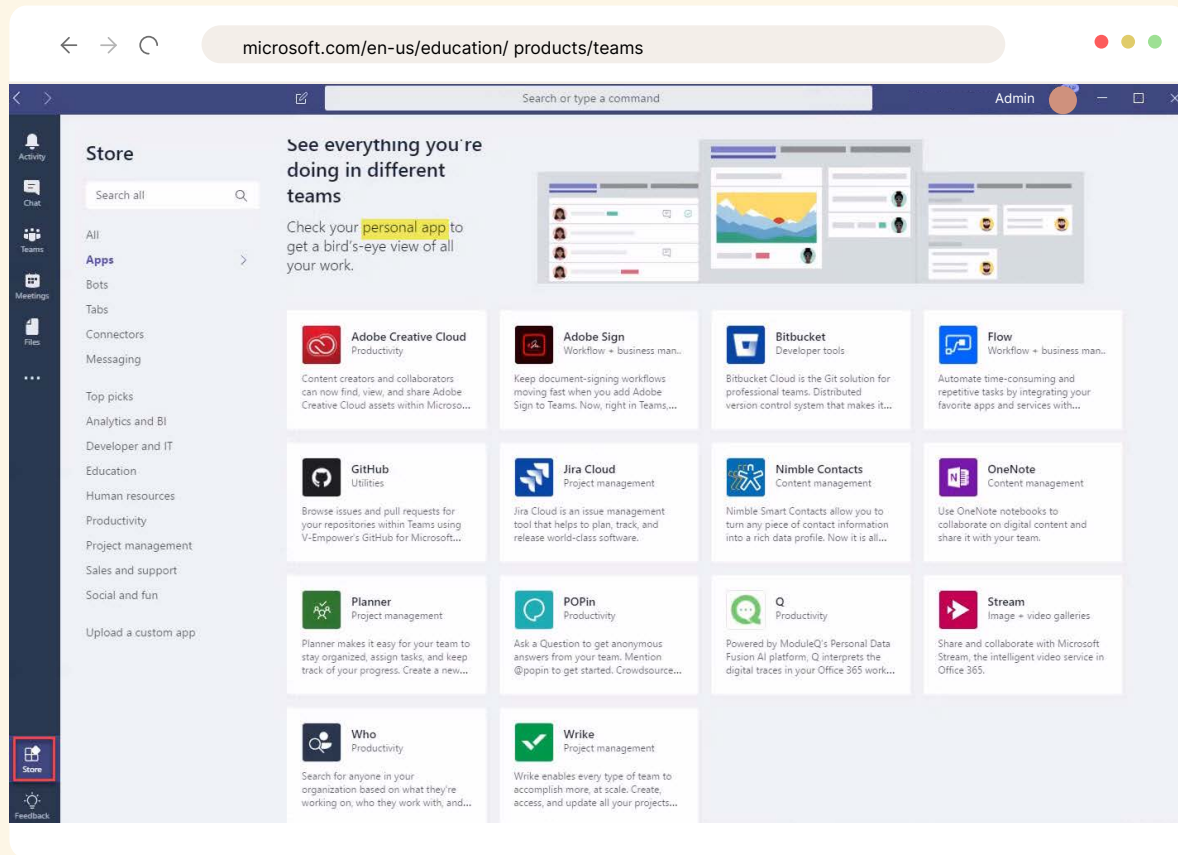 microsoft.com/en-us/education/ products/teams
Search or type a command
Admin
Activity
Chat
Teams
Meetings
Files
Store
Feedback
Store
Search all
All
Apps
Bots
Tabs
Connectors
Messaging
Top picks
Analytics and BI
Developer and IT
Education
Human resources
Productivity
Project management
Sales and support
Social and fun
Upload a custom app
See everything you're
doing in different
teams
Check your personal app to
get a bird's-eye view of all
your work.
Adobe Creative Cloud
Productivity
Content creators and collaborators
can now find, view, and share Adobe
Creative Cloud assets within Microso...
Adobe Sign
Workflow + business man..
Keep document-signing workflows
moving fast when you add Adobe
Sign to Teams. Now, right in Teams,...
Bitbucket
Developer tools
Bitbucket Cloud is the Git solution for
professional teams. Distributed
version control system that makes it...
Flow
Workflow + business man..
Automate time-consuming and
repetitive tasks by integrating your
favorite apps and services with...
GitHub
Utilities
Browse issues and pull requests for
your repositories within Teams using
V-Empower's GitHub for Microsoft...
Jira Cloud
Project management
Jira Cloud is an issue management
tool that helps to plan, track, and
release world-class software.
Nimble Contacts
Content management
Nimble Smart Contacts allow you to
turn any piece of contact information
into a rich data profile. Now it is all...
OneNote
Content management
Use OneNote notebooks to
collaborate on digital content and
share it with your team.
Planner
Project management
Planner makes it easy for your team to
stay organized, assign tasks, and keep
track of your progress. Create a new...
POPin
Productivity
Ask a Question to get anonymous
answers from your team. Mention
@popin to get started. Crowdsource...
Q
Productivity
Powered by ModuleQ's Personal Data
Fusion AI platform, Q interprets the
digital traces in your Office 365 work...
Stream
Image + video galleries
Share and collaborate with Microsoft
Stream, the intelligent video service in
Office 365.
Who
Productivity
Search for anyone in your
organization based on what they're
working on, who they work with, and...
Wrike
Project management
Wrike enables every type of team to
accomplish more, at scale. Create,
access, and update all your projects...